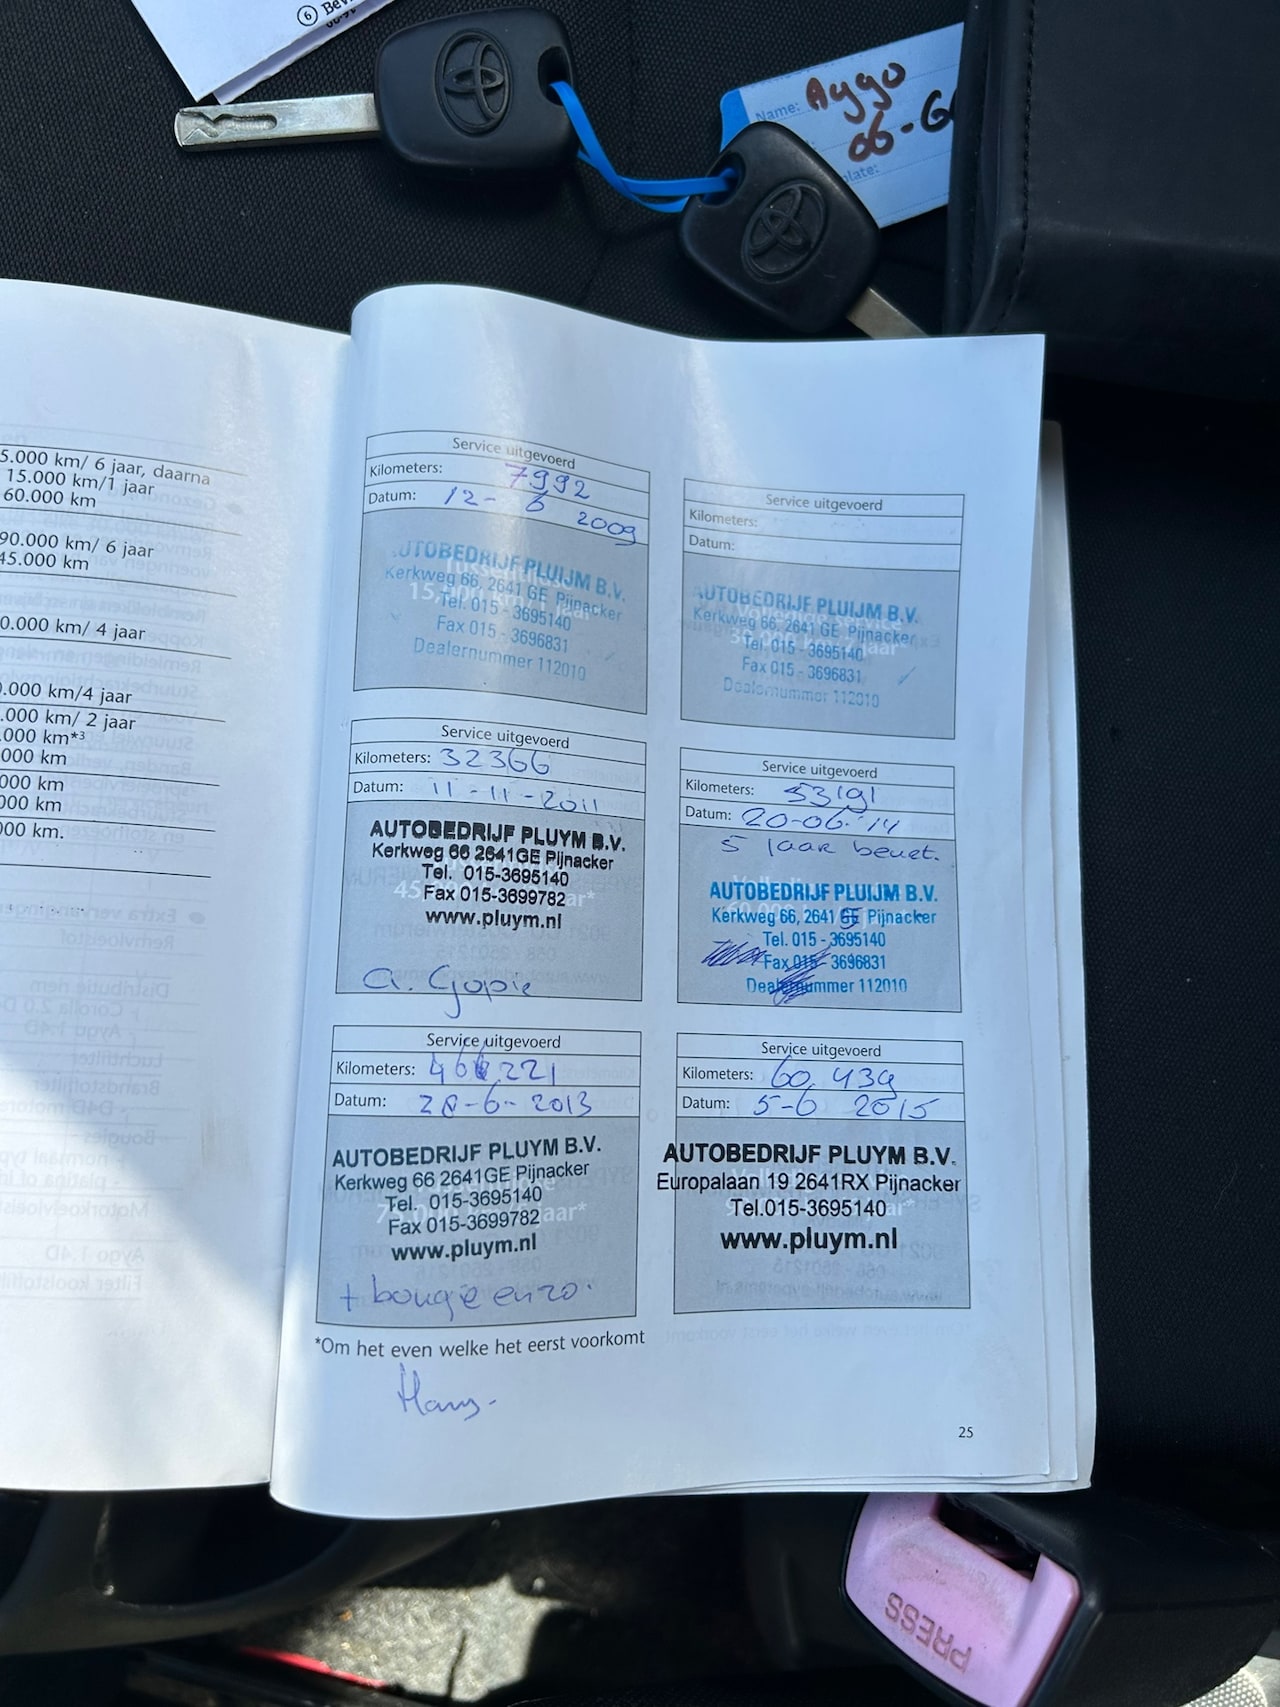 6 Bev
Name: Aygo
06-G
plate:
5.000 km/ 6 jaar, daarna
15.000 km/1 jaar
60.000 km
90.000 km/ 6 jaar
45.000 km
0.000 km/ 4 jaar
0.000 km/4 jaar
.000 km/ 2 jaar
.000 km*3
000 km
000 km
000 km
000 km.
Service uitgevoerd
Kilometers: 7992
Datum: 12-6 2009
AUTOBEDRIJF PLUIJM B.V.
Kerkweg 66, 2641 GE Pijnacker
Tel. 015 - 3695140
Fax 015 - 3696831
Dealernummer 112010
Service uitgevoerd
Kilometers:
Datum:
AUTOBEDRIJF PLUIJM B.V.
Kerkweg 66, 2641 GE Pijnacker
Tel. 015 - 3695140
Fax 015 - 3696831
Dealernummer 112010
Service uitgevoerd
Kilometers: 32366
Datum: 11-11-2011
AUTOBEDRIJF PLUYM B.V.
Kerkweg 66 2641GE Pijnacker
Tel. 015-3695140
Fax 015-3699782
www.pluym.nl
Service uitgevoerd
Kilometers: 53191
Datum: 20-06-'14
5 jaar beurt.
AUTOBEDRIJF PLUIJM B.V.
Kerkweg 66, 2641 GE Pijnacker
Tel. 015 - 3695140
Fax 015 - 3696831
Dealernummer 112010
Service uitgevoerd
Kilometers: 221
Datum: 28-6-2013
AUTOBEDRIJF PLUYM B.V.
Kerkweg 66 2641GE Pijnacker
Tel. 015-3695140
Fax 015-3699782
www.pluym.nl
+ bougie
Service uitgevoerd
Kilometers: 60.439
Datum: 5-6 2015
AUTOBEDRIJF PLUYM B.V.
Europalaan 19 2641RX Pijnacker
Tel.015-3695140
www.pluym.nl
*Om het even welke het eerst voorkomt
25
PRESS